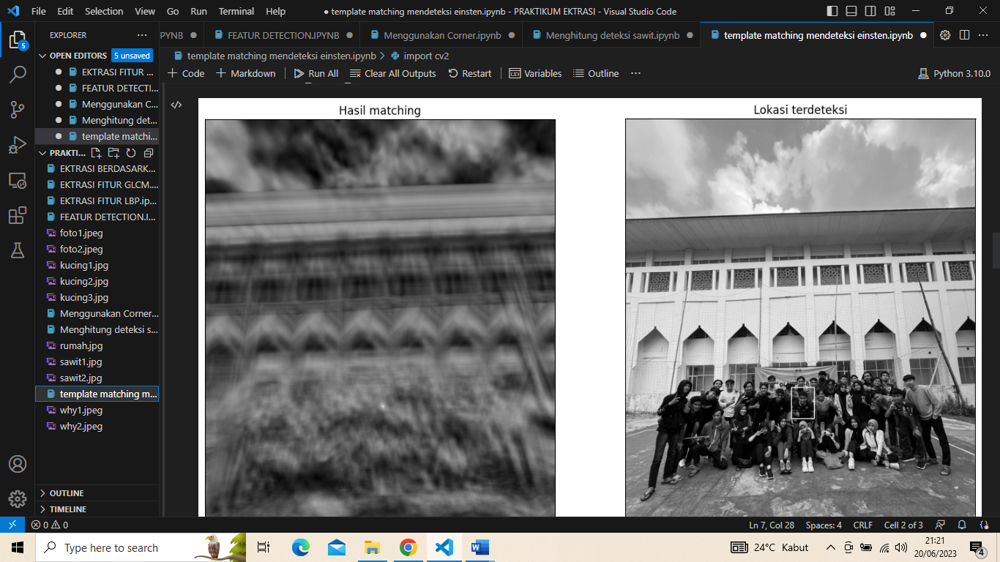 File Edit Selection View Go Run Terminal Help
● template matching mendeteksi einsten.ipynb - PRAKTIKUM EKTRASI - Visual Studio Code
EXPLORER
PYNB
FEATUR DETECTION.IPYNB
Menggunakan Corner.ipynb
Menghitung deteksi sawit.ipynb
template matching mendeteksi einsten.ipynb
5
OPEN EDITORS 5 unsaved
EKTRASI FITUR ...
FEATUR DETECTI...
Menggunakan C...
Menghitung det...
template matchi...
PRAKTI...
EKTRASI BERDASARK...
EKTRASI FITUR GLCM....
EKTRASI FITUR LBP.ip...
FEATUR DETECTION.I...
foto1.jpeg
foto2.jpeg
kucing1.jpg
kucing2.jpg
kucing3.jpg
Menggunakan Corner...
Menghitung deteksi s...
rumah.jpg
sawit1.jpg
sawit2.jpg
template matching m...
why1.jpeg
why2.jpeg
OUTLINE
TIMELINE
template matching mendeteksi einsten.ipynb > import cv2
+ Code + Markdown Run All Clear All Outputs Restart Variables Outline ... Python 3.10.0
Hasil matching
Lokasi terdeteksi
0 0 Ln 7, Col 28 Spaces: 4 CRLF Cell 2 of 3
Type here to search
24°C Kabut
21:21
20/06/2023
4